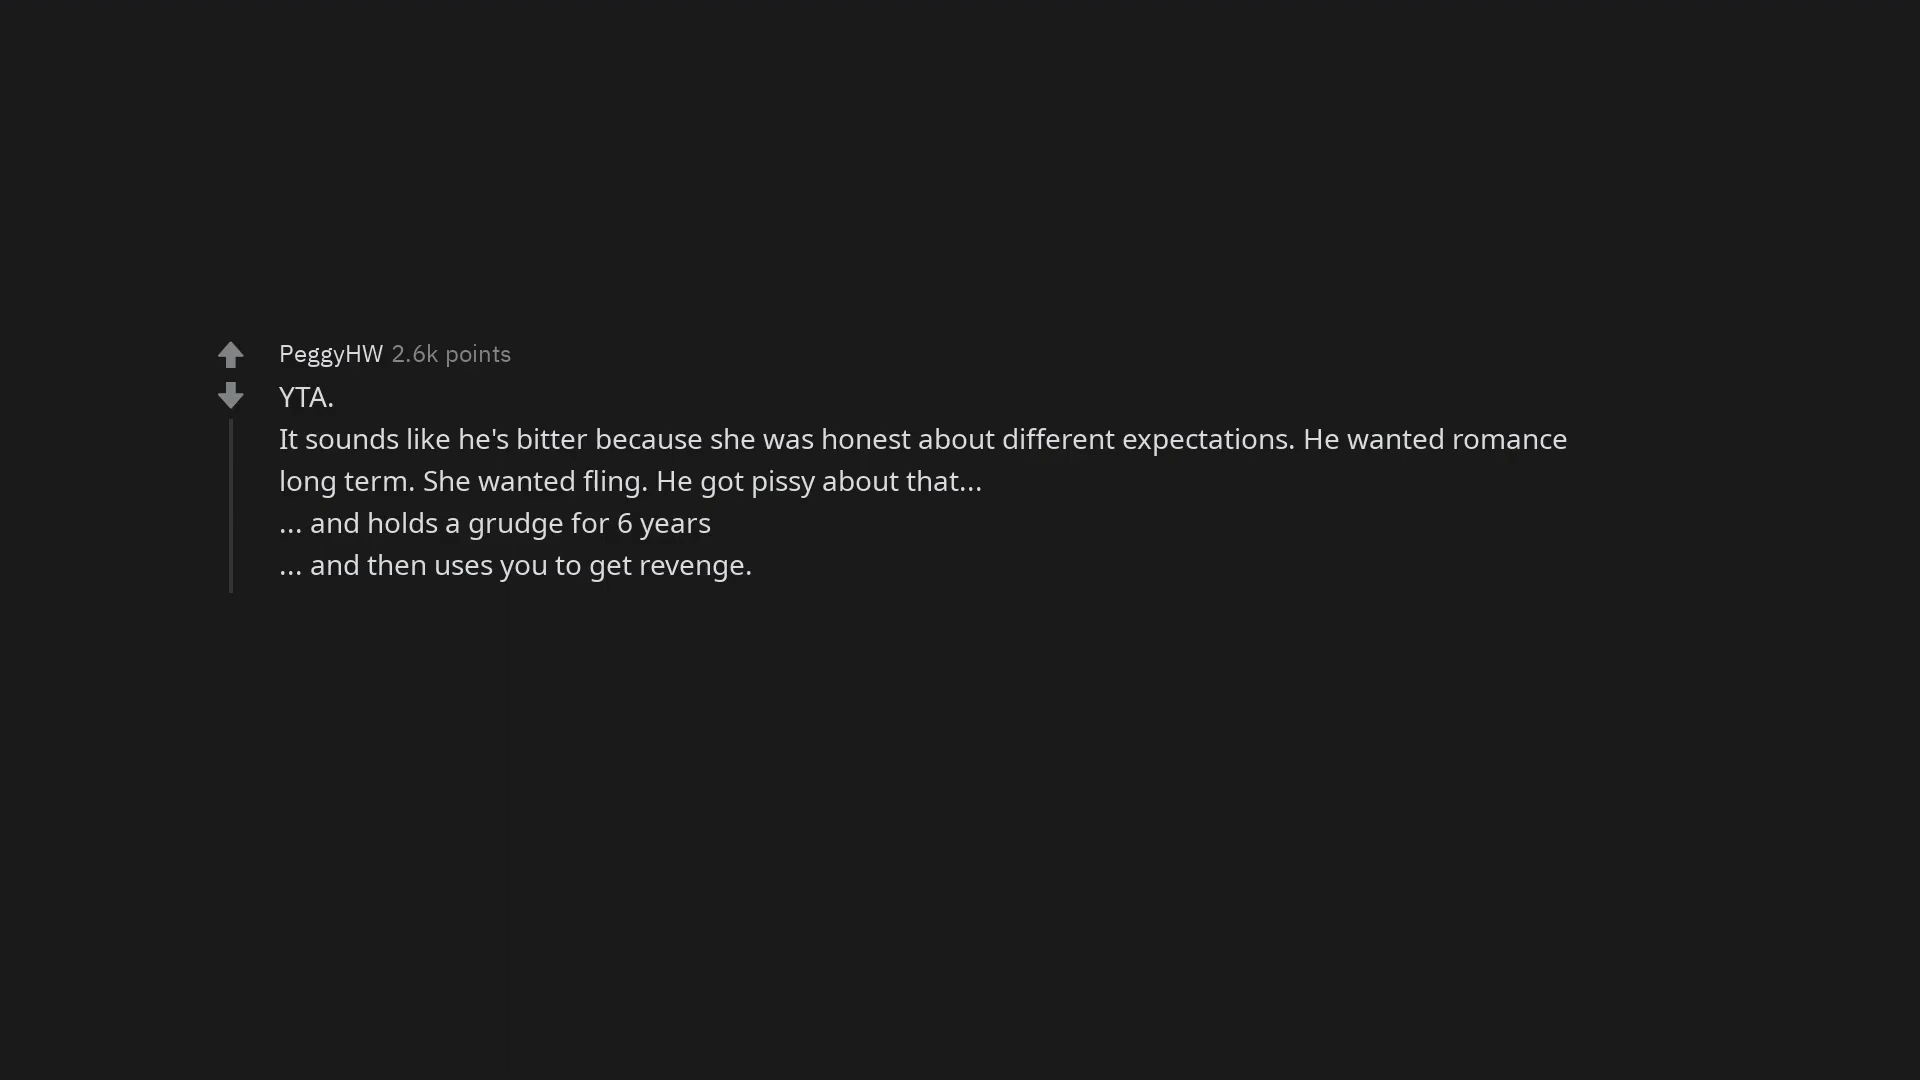 PeggyHW 2.6k points
YTA.
It sounds like he's bitter because she was honest about different expectations. He wanted romance
long term. She wanted fling. He got pissy about that...
... and holds a grudge for 6 years
... and then uses you to get revenge.